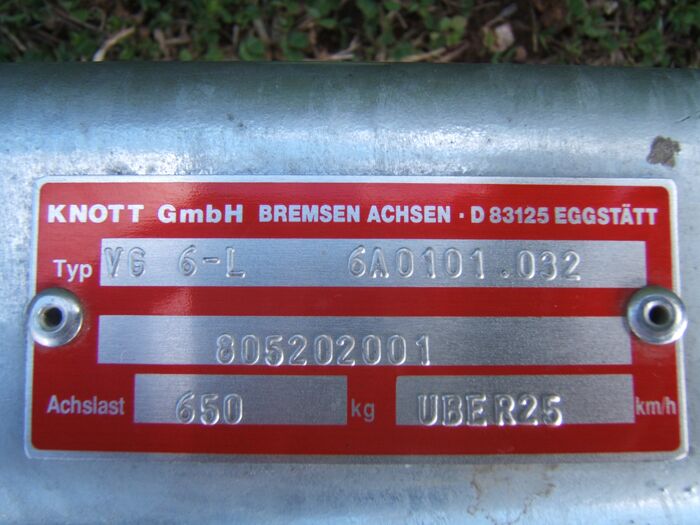 KNOTT GmbH BREMSEN ACHSEN · D 83125 EGGSTÄTT
Typ VG 6-L 6A0101.032
805202001
Achslast 650 kg UBER25 km/h